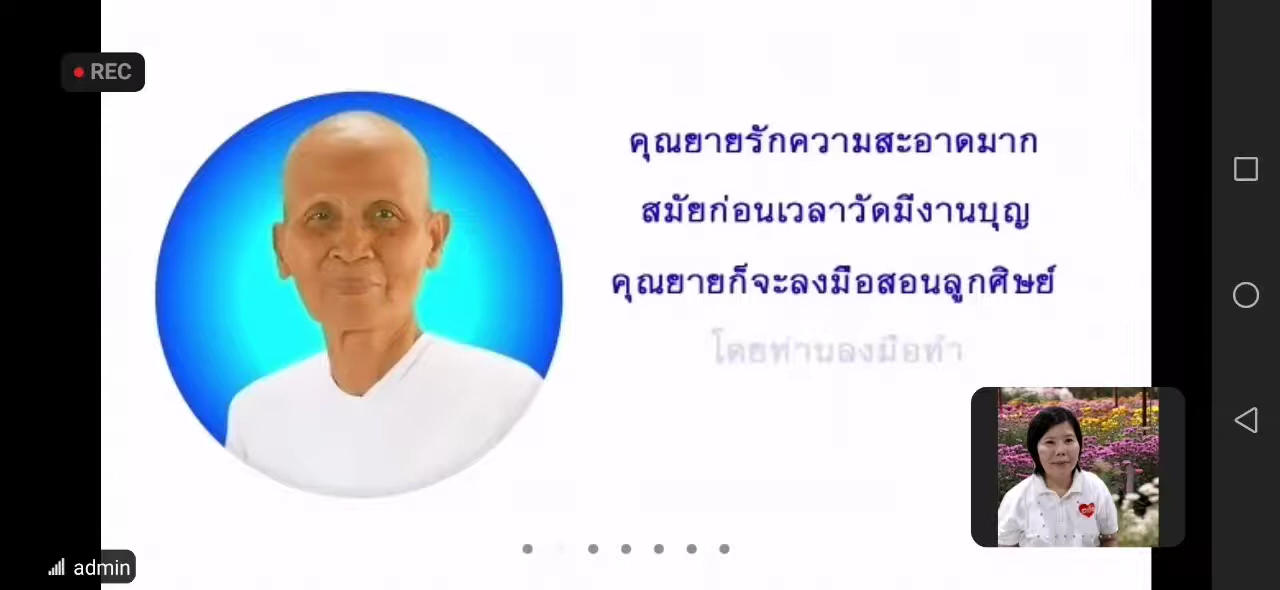 REC
คุณยายรักความสะอาดมาก
สมัยก่อนเวลาวัดมีงานบุญ
คุณยายก็จะลงมือสอนลูกศิษย์
โดยท่านลงมือทำ
admin